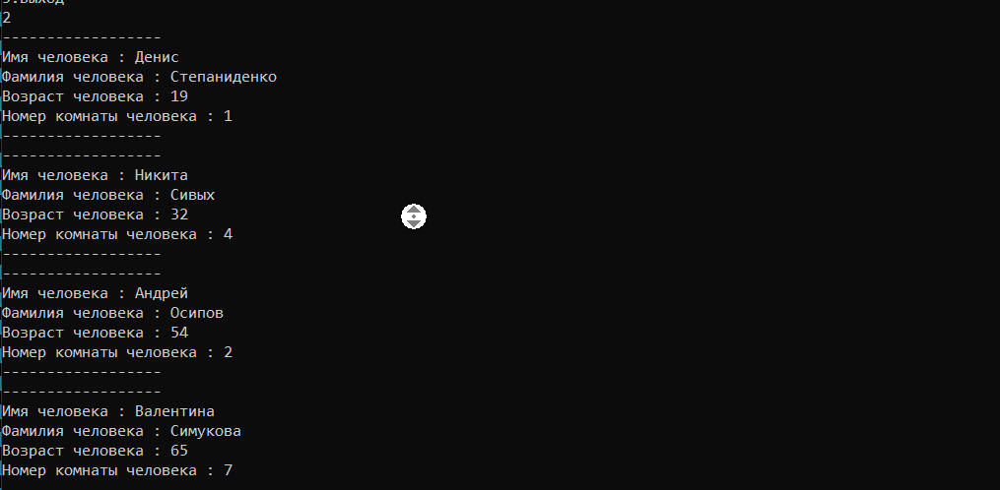 2
------------------
Имя человека : Денис
Фамилия человека : Степаниденко
Возраст человека : 19
Номер комнаты человека : 1
------------------
------------------
Имя человека : Никита
Фамилия человека : Сивых
Возраст человека : 32
Номер комнаты человека : 4
------------------
------------------
Имя человека : Андрей
Фамилия человека : Осипов
Возраст человека : 54
Номер комнаты человека : 2
------------------
------------------
Имя человека : Валентина
Фамилия человека : Симукова
Возраст человека : 65
Номер комнаты человека : 7